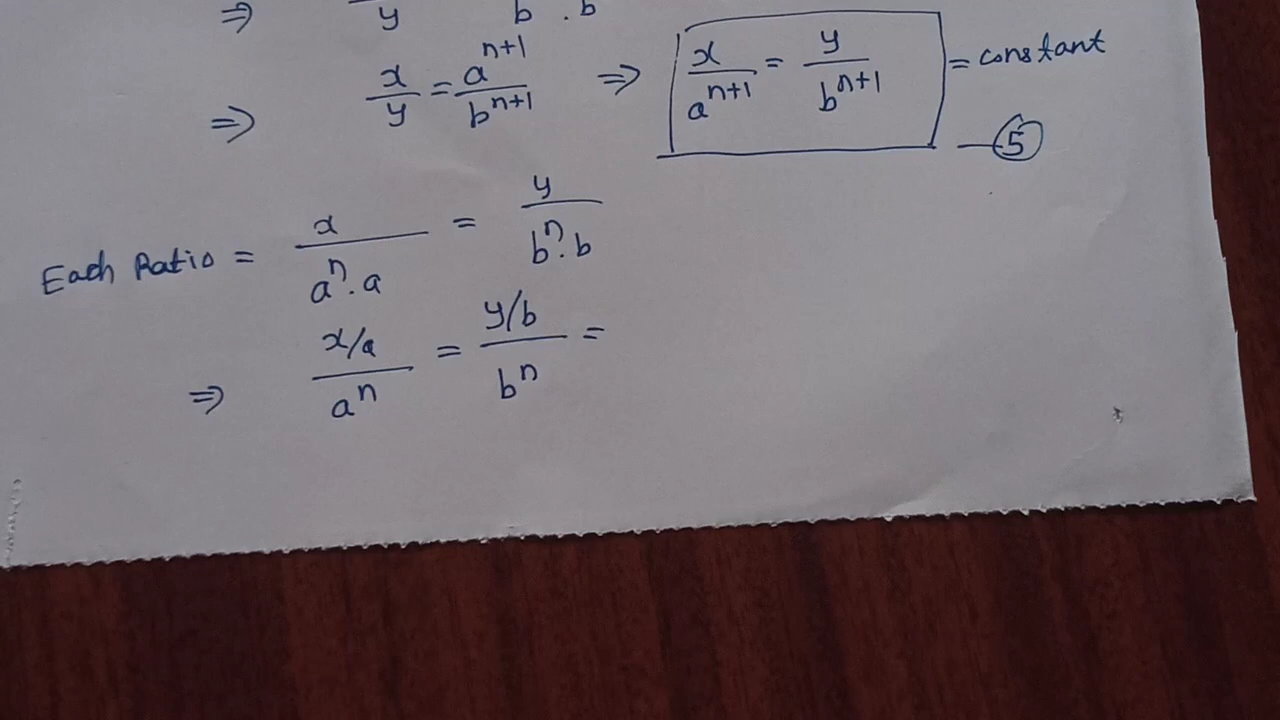 ⇒ y b . b
⇒ x/y = a^{n+1}/b^{n+1} ⇒ x/a^{n+1} = y/b^{n+1} = constant
— ⑤
Each Ratio = x/(a^n . a) = y/(b^n . b)
⇒ (x/a)/a^n = (y/b)/b^n =